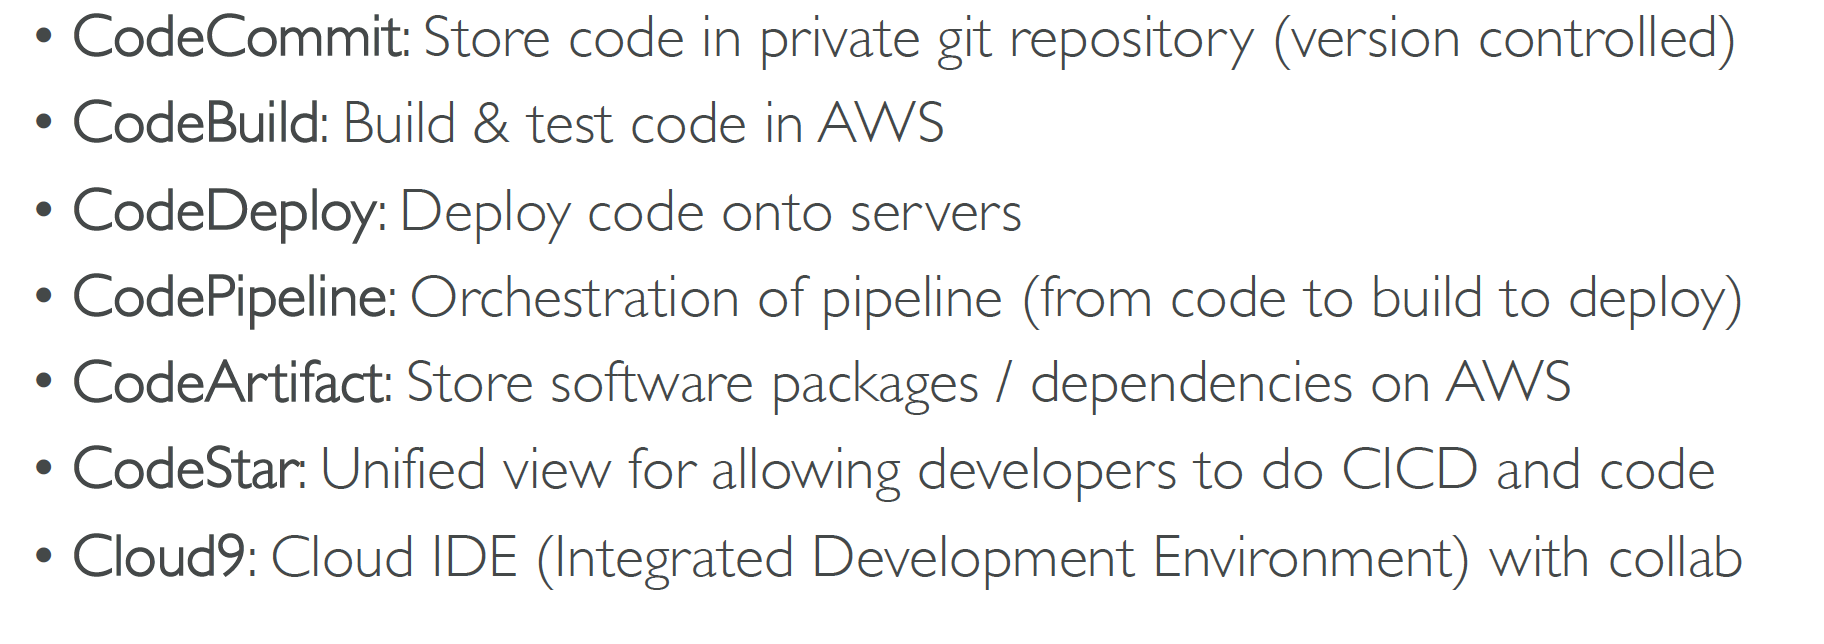 • CodeCommit: Store code in private git repository (version controlled)
• CodeBuild: Build & test code in AWS
• CodeDeploy: Deploy code onto servers
• CodePipeline: Orchestration of pipeline (from code to build to deploy)
• CodeArtifact: Store software packages / dependencies on AWS
• CodeStar: Unified view for allowing developers to do CICD and code
• Cloud9: Cloud IDE (Integrated Development Environment) with collab